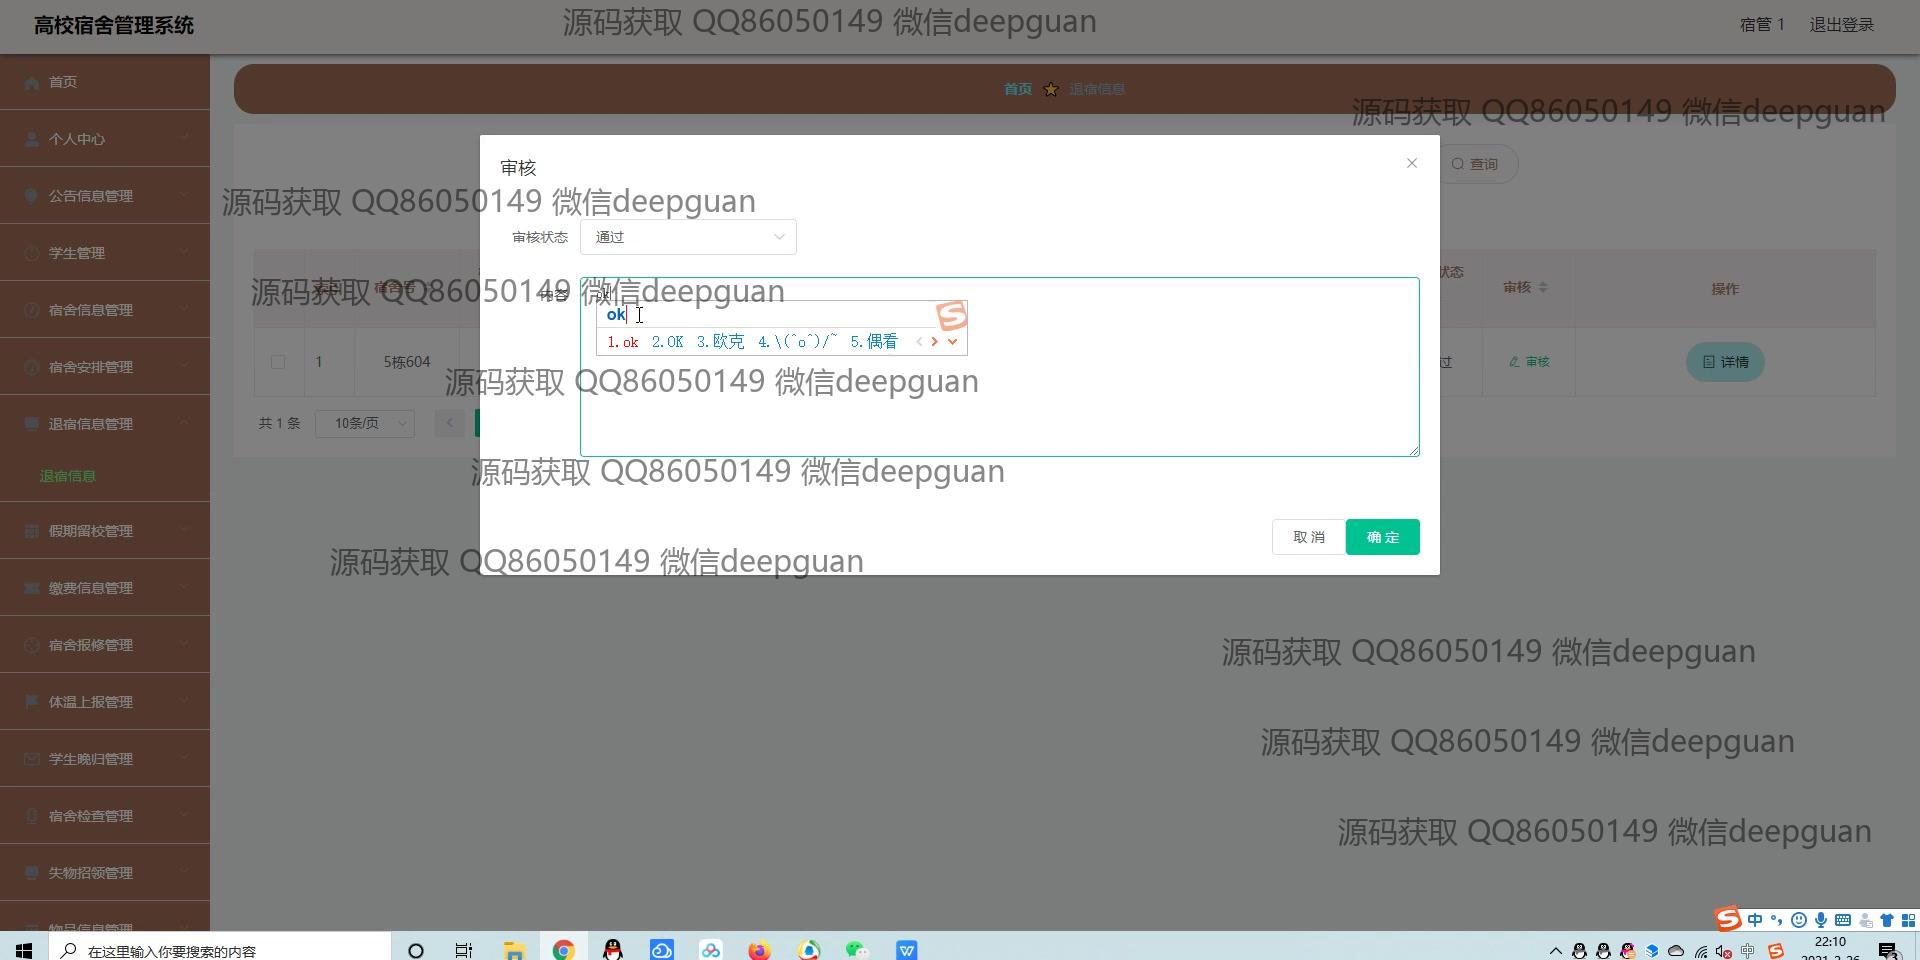 高校宿舍管理系统
源码获取 QQ86050149 微信deepguan
宿管 1 退出登录
首页
个人中心
公告信息管理
学生管理
宿舍信息管理
宿舍安排管理
退宿信息管理
退宿信息
假期留校管理
缴费信息管理
宿舍报修管理
体温上报管理
学生晚归管理
宿舍检查管理
失物招领管理
物品信息管理
首页 退宿信息
源码获取 QQ86050149 微信deepguan
查询
审核
源码获取 QQ86050149 微信deepguan
审核状态 通过
源码获取 QQ86050149 微信deepguan
内容 ok
ok
1.ok 2.OK 3.欧克 4.\(^o^)/~ 5.偶看
状态 审核 操作
1 5栋604 过 审核 详情
源码获取 QQ86050149 微信deepguan
共 1 条 10条/页
源码获取 QQ86050149 微信deepguan
取消 确定
源码获取 QQ86050149 微信deepguan
源码获取 QQ86050149 微信deepguan
源码获取 QQ86050149 微信deepguan
源码获取 QQ86050149 微信deepguan
中
在这里输入你要搜索的内容
中
22:10
2021-2-26